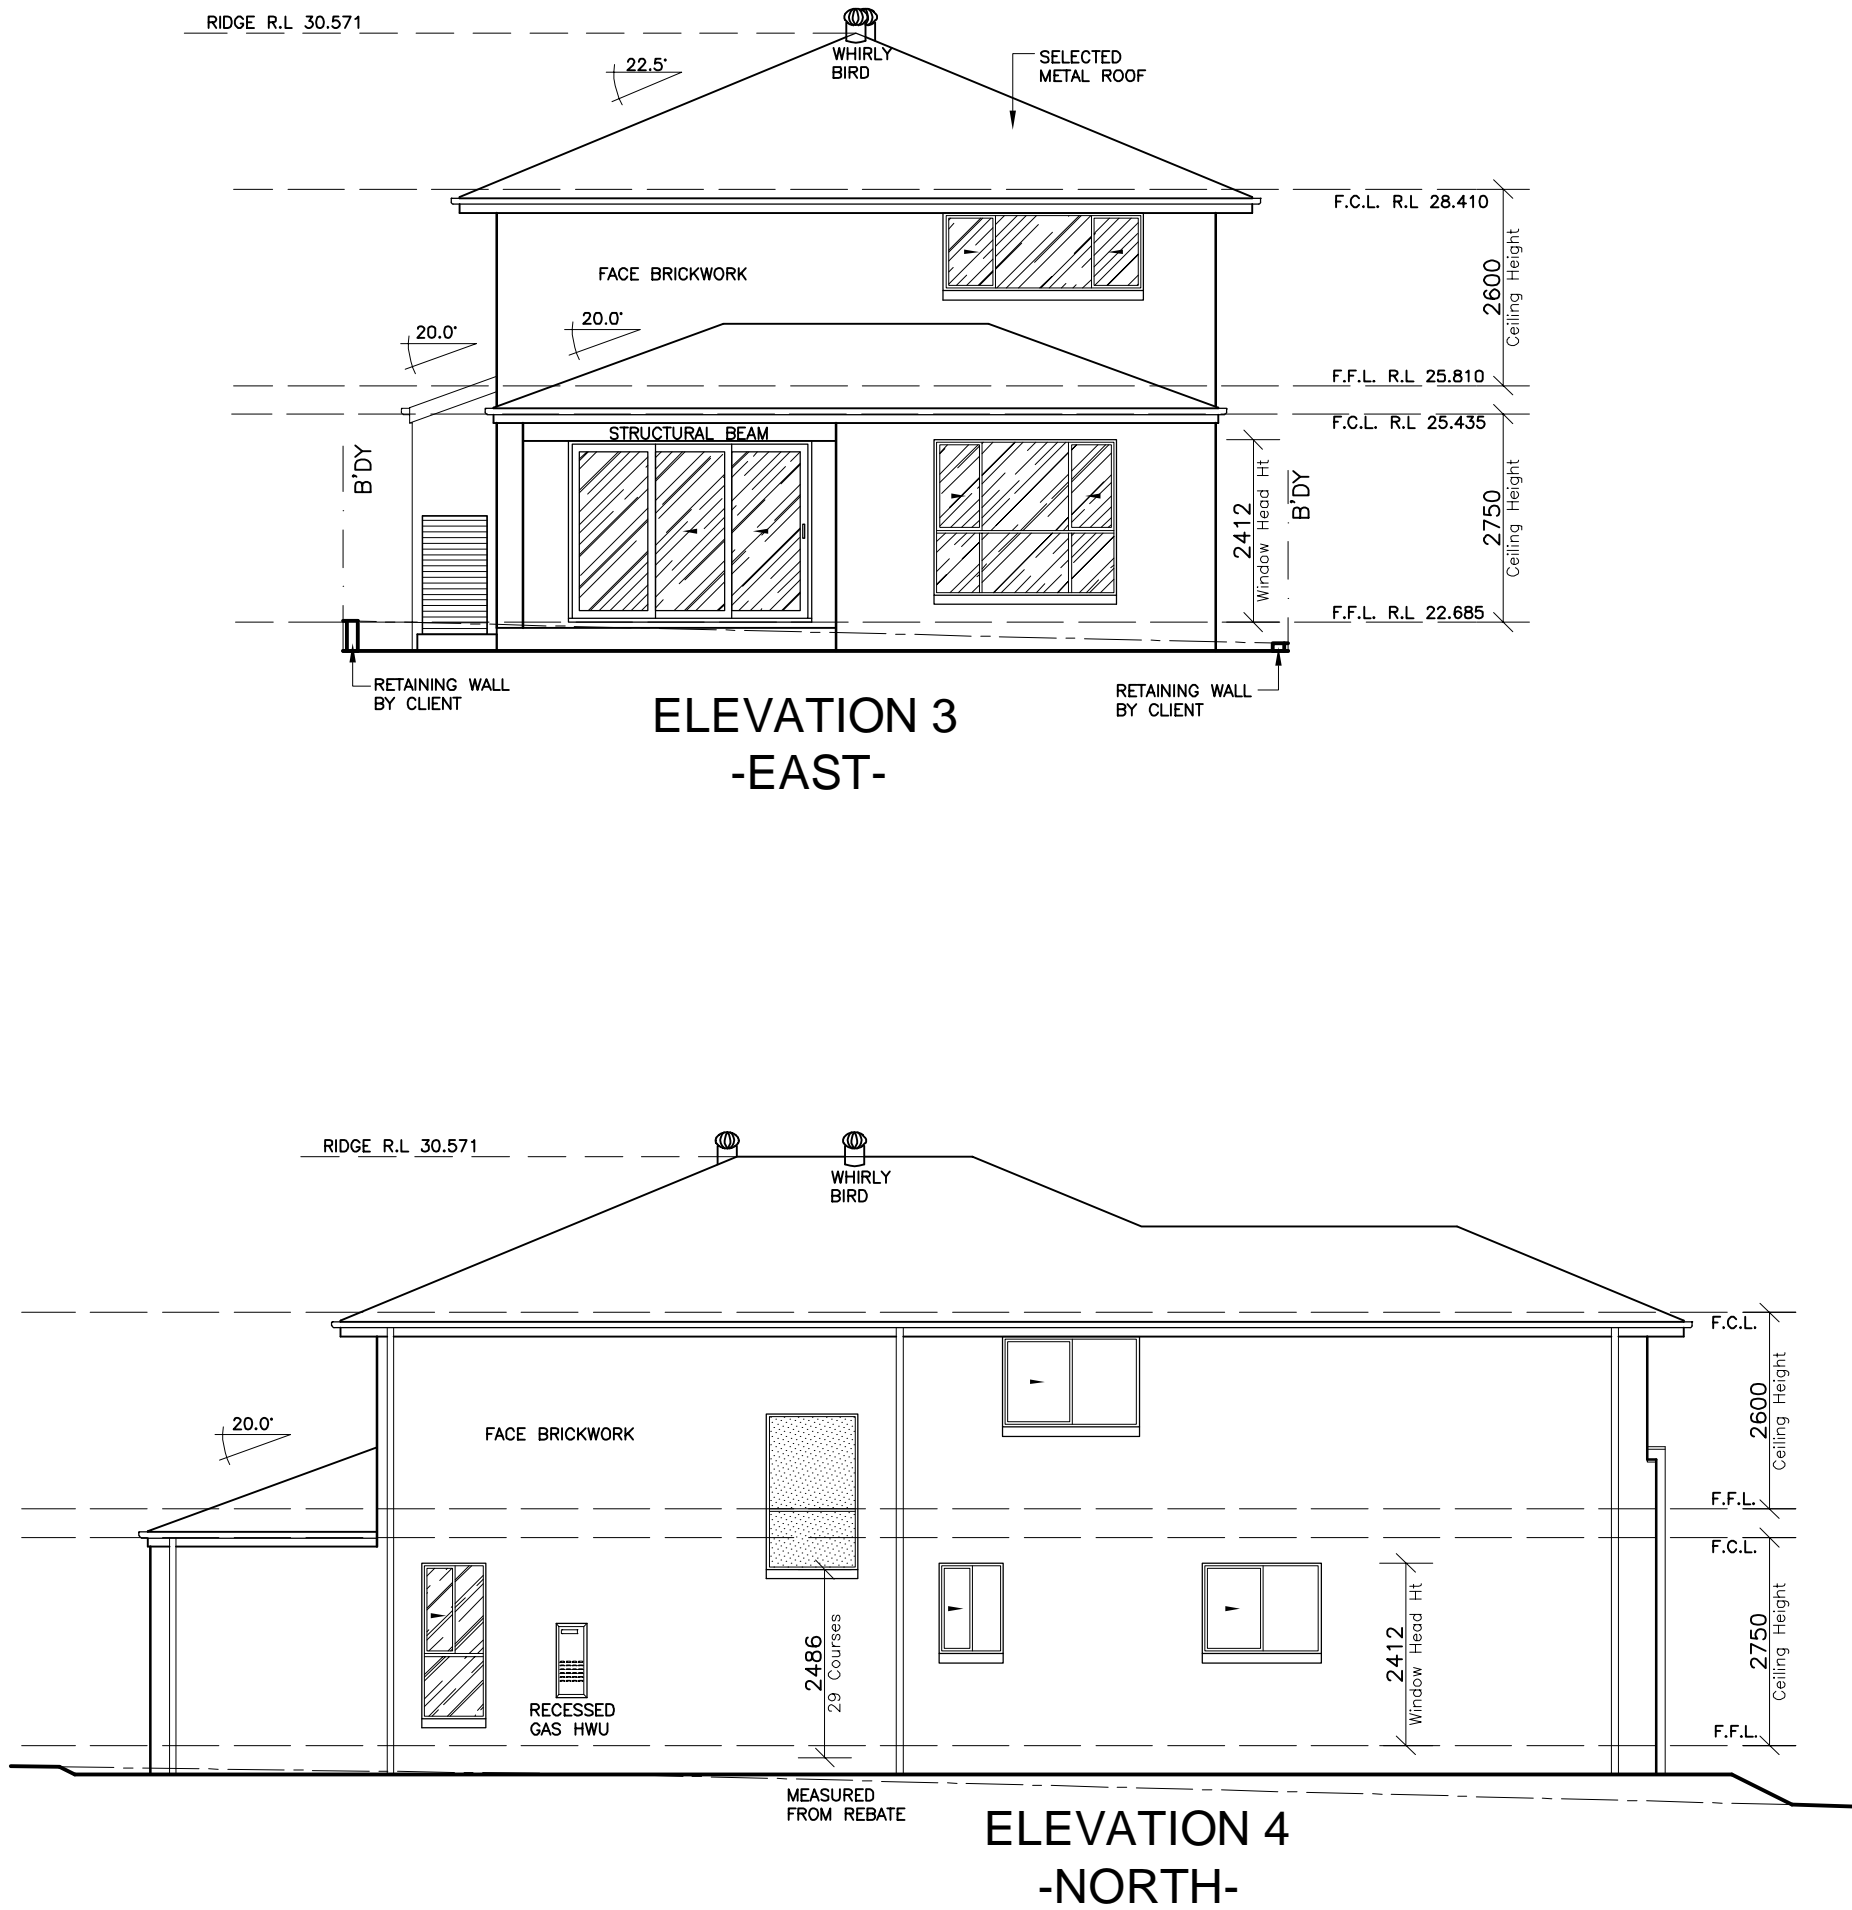 RIDGE R.L 30.571
WHIRLY
BIRD
SELECTED
METAL ROOF
22.5°
F.C.L. R.L 28.410
FACE BRICKWORK
2600
Ceiling Height
20.0°
20.0°
F.F.L. R.L 25.810
F.C.L. R.L 25.435
STRUCTURAL BEAM
B'DY
B'DY
2412
Window Head Ht
2750
Ceiling Height
F.F.L. R.L 22.685
RETAINING WALL
BY CLIENT
RETAINING WALL
BY CLIENT
ELEVATION 3
-EAST-
RIDGE R.L 30.571
WHIRLY
BIRD
F.C.L.
2600
Ceiling Height
20.0°
FACE BRICKWORK
F.F.L.
F.C.L.
2486
29 Courses
2412
Window Head Ht
2750
Ceiling Height
RECESSED
GAS HWU
F.F.L.
MEASURED
FROM REBATE
ELEVATION 4
-NORTH-